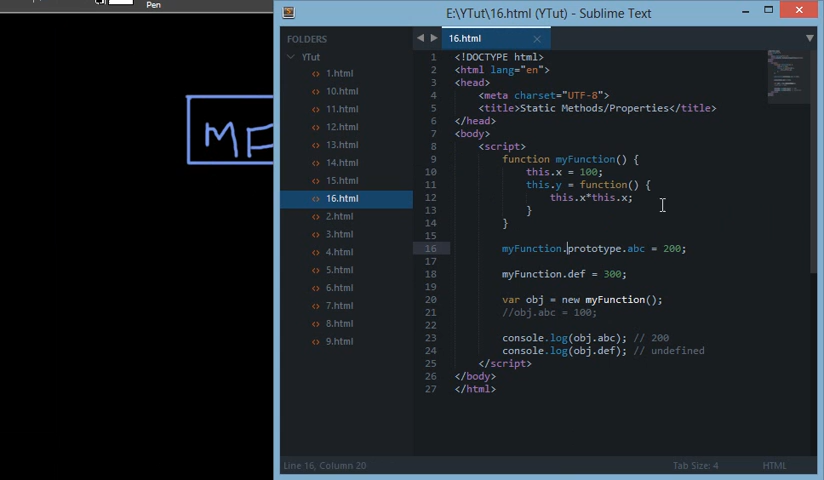 Pen
ME
E:\YTut\16.html (YTut) - Sublime Text
FOLDERS
YTut
1.html
10.html
11.html
12.html
13.html
14.html
15.html
16.html
2.html
3.html
4.html
5.html
6.html
7.html
8.html
9.html
16.html
1 <!DOCTYPE html>
2 <html lang="en">
3 <head>
4 <meta charset="UTF-8">
5 <title>Static Methods/Properties</title>
6 </head>
7 <body>
8 <script>
9 function myFunction() {
10 this.x = 100;
11 this.y = function() {
12 this.x*this.x;
13 }
14 }
15
16 myFunction.prototype.abc = 200;
17
18 myFunction.def = 300;
19
20 var obj = new myFunction();
21 //obj.abc = 100;
22
23 console.log(obj.abc); // 200
24 console.log(obj.def); // undefined
25 </script>
26 </body>
27 </html>
Line 16, Column 20
Tab Size: 4
HTML